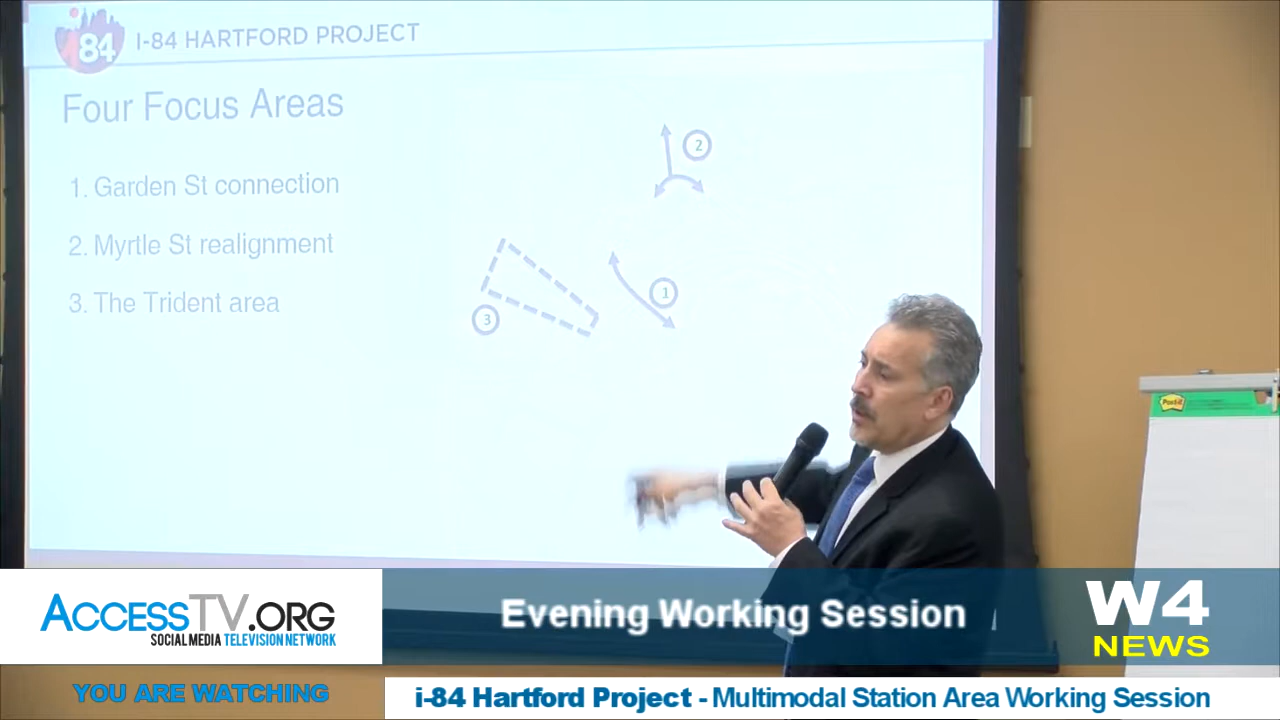 84
I-84 HARTFORD PROJECT
Four Focus Areas
1. Garden St connection
2. Myrtle St realignment
3. The Trident area
2
1
3
Post-it
ACCESSTV.ORG
SOCIAL MEDIA TELEVISION NETWORK
Evening Working Session
W4
NEWS
YOU ARE WATCHING
i-84 Hartford Project - Multimodal Station Area Working Session